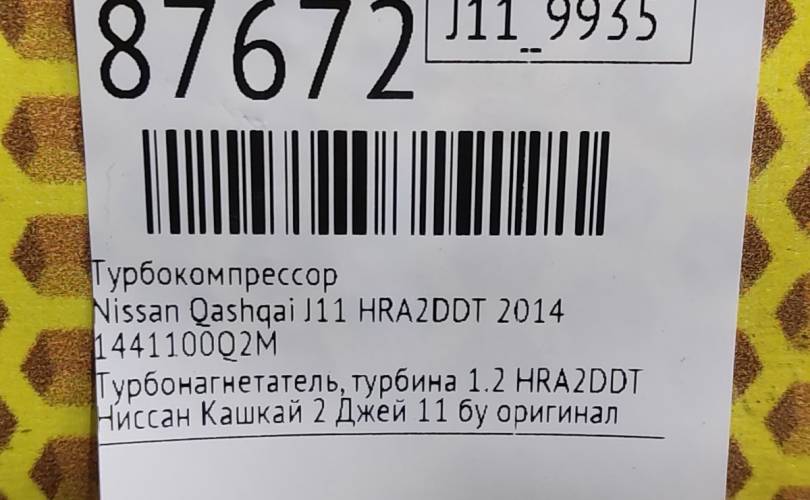 87672
J11_9935
Турбокомпрессор
Nissan Qashqai J11 HRA2DDT 2014
1441100Q2M
Турбонагнетатель, турбина 1.2 HRA2DDT
Ниссан Кашкай 2 Джей 11 бу оригинал